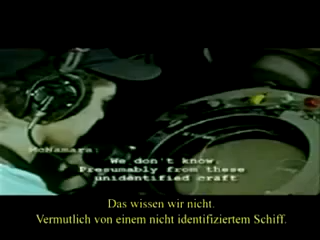 McNamara:
We don't know.
Presumably from these
unidentified craft
Das wissen wir nicht.
Vermutlich von einem nicht identifiziertem Schiff.